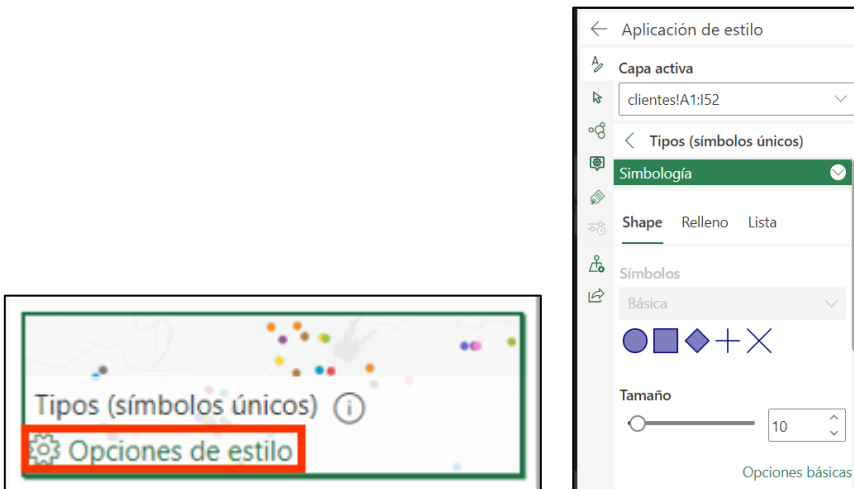 Tipos (símbolos únicos)
Opciones de estilo
Aplicación de estilo
Capa activa
clientes!A1:I52
Tipos (símbolos únicos)
Simbología
Shape Relleno Lista
Símbolos
Básica
Tamaño
10
Opciones básicas